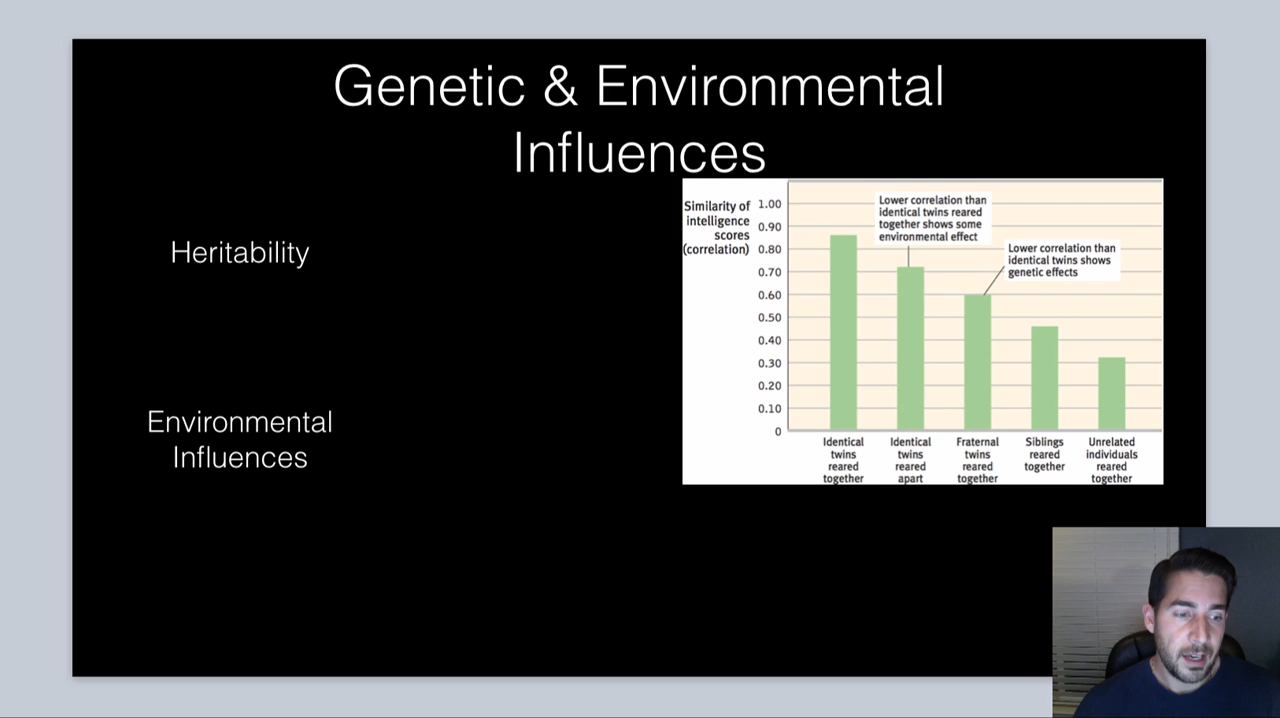 Genetic & Environmental
Influences
Heritability
Environmental
Influences
Similarity of
intelligence
scores
(correlation)
1.00
0.90
0.80
0.70
0.60
0.50
0.40
0.30
0.20
0.10
0
Lower correlation than
identical twins reared
together shows some
environmental effect
Lower correlation than
identical twins shows
genetic effects
Identical
twins
reared
together
Identical
twins
reared
apart
Fraternal
twins
reared
together
Siblings
reared
together
Unrelated
individuals
reared
together